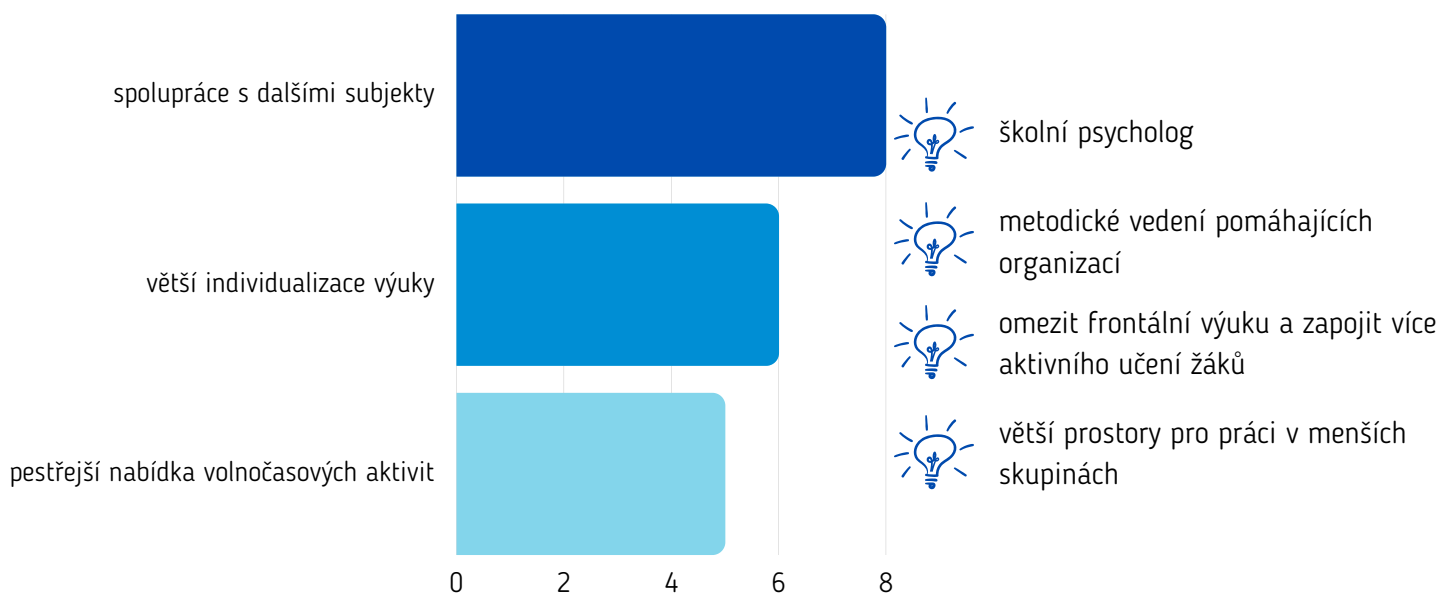 spolupráce s dalšími subjekty
větší individualizace výuky
pestřejší nabídka volnočasových aktivit
0 2 4 6 8
školní psycholog
metodické vedení pomáhajících
organizací
omezit frontální výuku a zapojit více
aktivního učení žáků
větší prostory pro práci v menších
skupinách